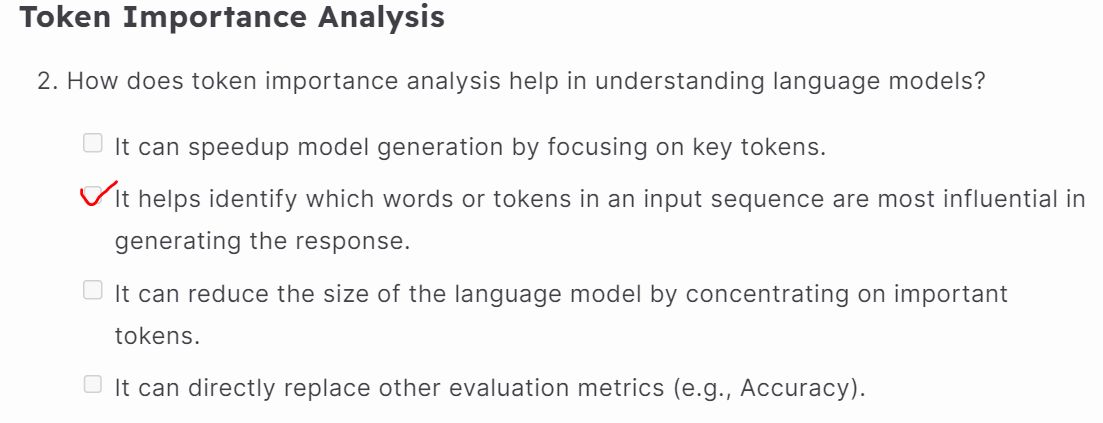 Token Importance Analysis
2. How does token importance analysis help in understanding language models?
It can speedup model generation by focusing on key tokens.
It helps identify which words or tokens in an input sequence are most influential in
generating the response.
It can reduce the size of the language model by concentrating on important
tokens.
It can directly replace other evaluation metrics (e.g., Accuracy).